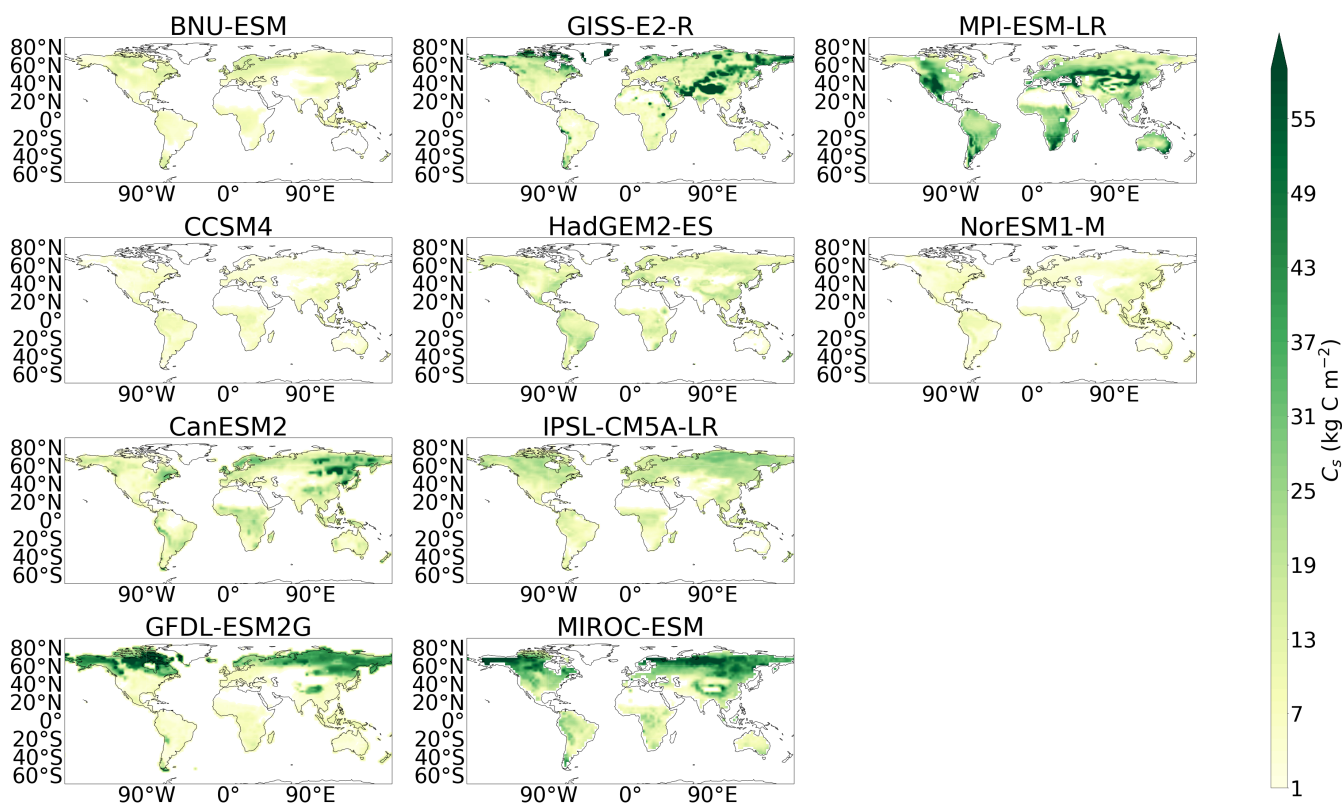 BNU-ESM
80°N
60°N
40°N
20°N
0°
20°S
40°S
60°S
90°W 0° 90°E
GISS-E2-R
80°N
60°N
40°N
20°N
0°
20°S
40°S
60°S
90°W 0° 90°E
MPI-ESM-LR
80°N
60°N
40°N
20°N
0°
20°S
40°S
60°S
90°W 0° 90°E
CCSM4
80°N
60°N
40°N
20°N
0°
20°S
40°S
60°S
90°W 0° 90°E
HadGEM2-ES
80°N
60°N
40°N
20°N
0°
20°S
40°S
60°S
90°W 0° 90°E
NorESM1-M
80°N
60°N
40°N
20°N
0°
20°S
40°S
60°S
90°W 0° 90°E
CanESM2
80°N
60°N
40°N
20°N
0°
20°S
40°S
60°S
90°W 0° 90°E
IPSL-CM5A-LR
80°N
60°N
40°N
20°N
0°
20°S
40°S
60°S
90°W 0° 90°E
GFDL-ESM2G
80°N
60°N
40°N
20°N
0°
20°S
40°S
60°S
90°W 0° 90°E
MIROC-ESM
80°N
60°N
40°N
20°N
0°
20°S
40°S
60°S
90°W 0° 90°E
55
49
43
37
31
25
19
13
7
1
C_s (kg C m⁻²)